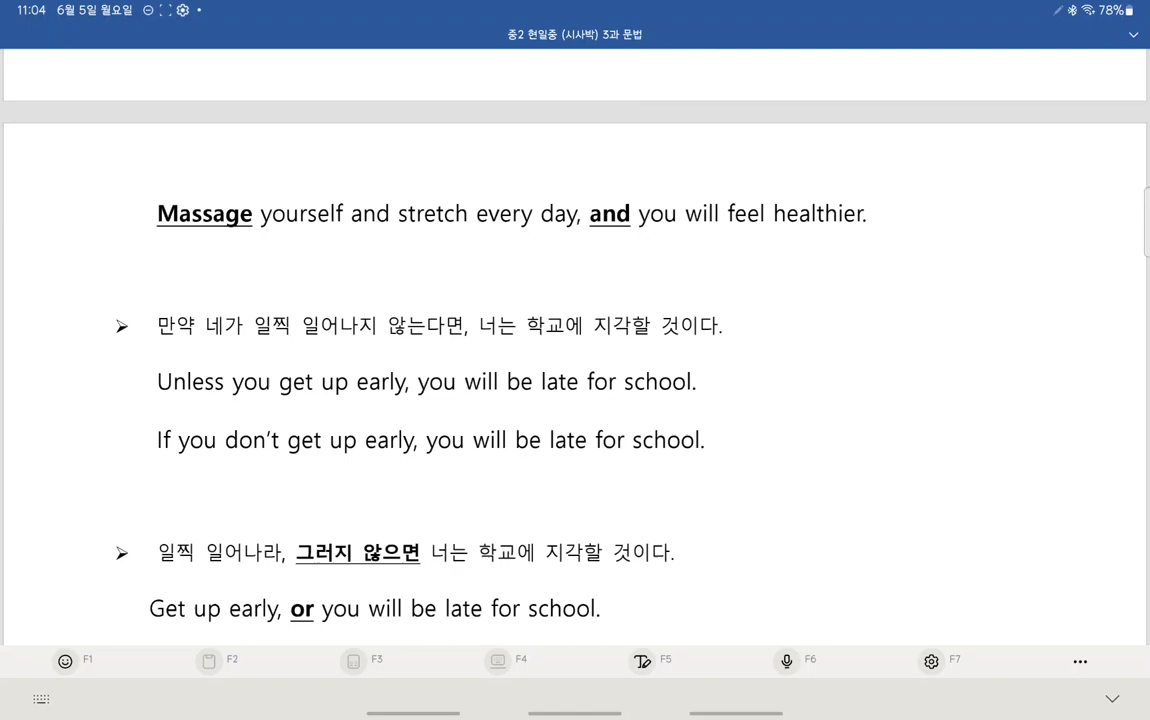 11:04 6월 5일 월요일 78%
중2 현일중 (시사박) 3과 문법
Massage yourself and stretch every day, and you will feel healthier.
➢ 만약 네가 일찍 일어나지 않는다면, 너는 학교에 지각할 것이다.
Unless you get up early, you will be late for school.
If you don't get up early, you will be late for school.
➢ 일찍 일어나라, 그러지 않으면 너는 학교에 지각할 것이다.
Get up early, or you will be late for school.
F1 F2 F3 F4 F5 F6 F7